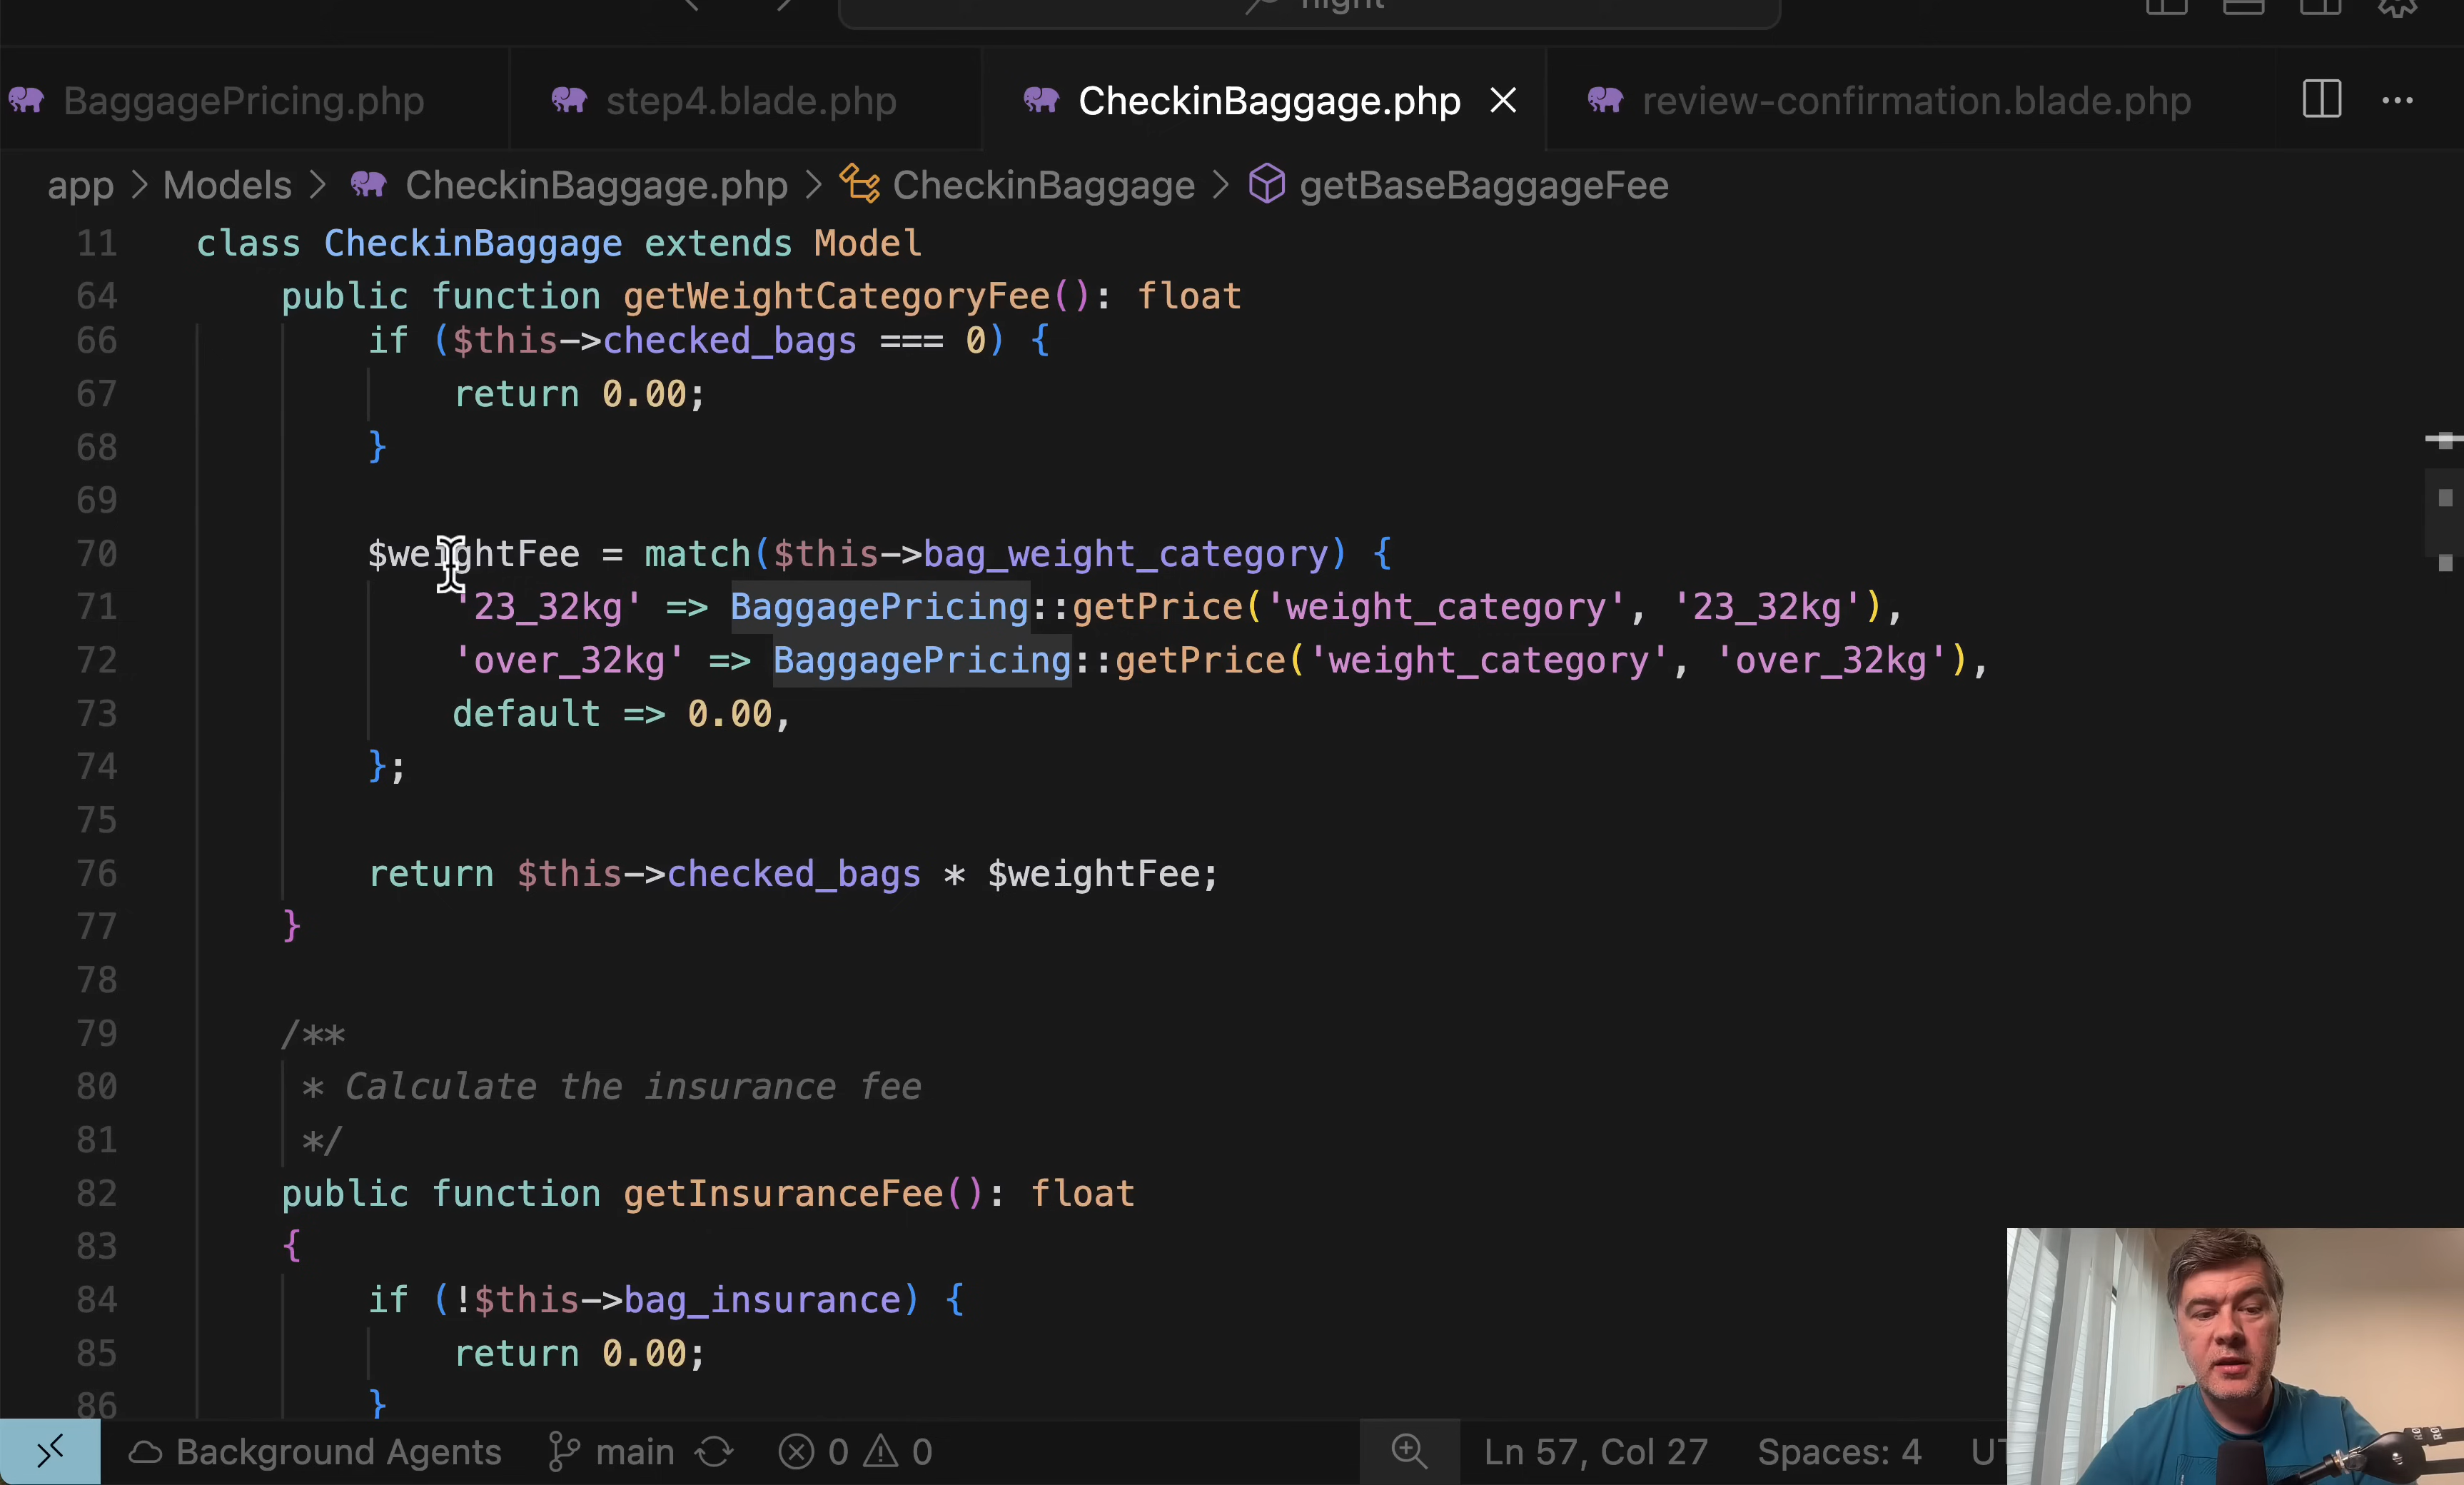 BaggagePricing.php
step4.blade.php
CheckinBaggage.php
review-confirmation.blade.php
app > Models > CheckinBaggage.php > CheckinBaggage > getBaseBaggageFee
11 class CheckinBaggage extends Model
64 public function getWeightCategoryFee(): float
66 if ($this->checked_bags === 0) {
67 return 0.00;
68 }
69
70 $weightFee = match($this->bag_weight_category) {
71 '23_32kg' => BaggagePricing::getPrice('weight_category', '23_32kg'),
72 'over_32kg' => BaggagePricing::getPrice('weight_category', 'over_32kg'),
73 default => 0.00,
74 };
75
76 return $this->checked_bags * $weightFee;
77 }
78
79 /**
80 * Calculate the insurance fee
81 */
82 public function getInsuranceFee(): float
83 {
84 if (!$this->bag_insurance) {
85 return 0.00;
86 }
Background Agents main 0 0 Ln 57, Col 27 Spaces: 4